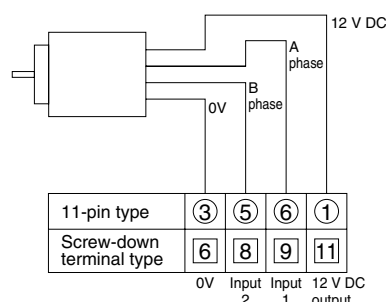 12 V DC
A
phase
B
phase
0V
11-pin type ③ ⑤ ⑥ ①
Screw-down
terminal type 6 8 9 11
0V Input Input 12 V DC
2 1 output